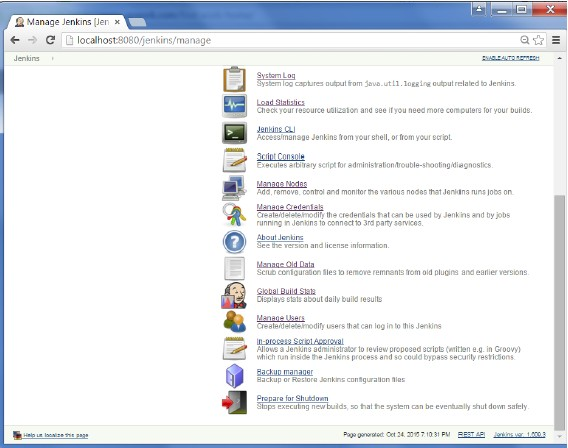 Manage Jenkins [Jen
localhost:8080/jenkins/manage
Jenkins
ENABLE AUTO REFRESH
System Log
System log captures output from java.util.logging output related to Jenkins.
Load Statistics
Check your resource utilization and see if you need more computers for your builds.
Jenkins CLI
Access/manage Jenkins from your shell, or from your script.
Script Console
Executes arbitrary script for administration/trouble-shooting/diagnostics.
Manage Nodes
Add, remove, control and monitor the various nodes that Jenkins runs jobs on.
Manage Credentials
Create/delete/modify the credentials that can be used by Jenkins and by jobs
running in Jenkins to connect to 3rd party services.
About Jenkins
See the version and license information.
Manage Old Data
Scrub configuration files to remove remnants from old plugins and earlier versions.
Global Build Stats
Displays stats about daily build results
Manage Users
Create/delete/modify users that can log in to this Jenkins
In-process Script Approval
Allows a Jenkins administrator to review proposed scripts (written e.g. in Groovy)
which run inside the Jenkins process and so could bypass security restrictions.
Backup manager
Backup or Restore Jenkins configuration files
Prepare for Shutdown
Stops executing new builds, so that the system can be eventually shut down safely.
Help us localize this page
Page generated: Oct 24, 2015 7:10:31 PM
REST API
Jenkins ver. 1.609.3